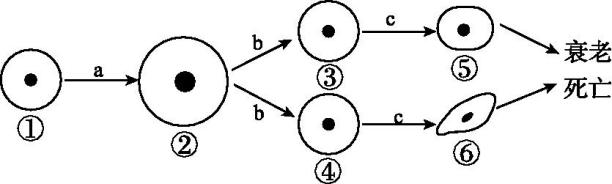 ① a ② b ③ c ⑤ 衰老
b ④ c ⑥ 死亡